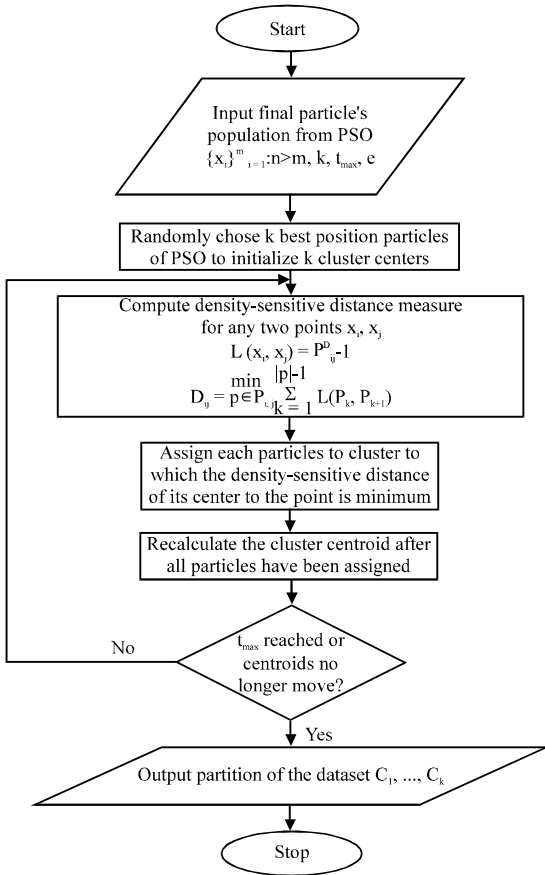 Start
Input final particle's
population from PSO
{xᵢ}ᵐ ᵢ₌₁:n>m, k, tₘₐₓ, e
Randomly chose k best position particles
of PSO to initialize k cluster centers
Compute density-sensitive distance measure
for any two points xᵢ, xⱼ
L (xᵢ, xⱼ) = Pᴰᵢⱼ-1
min |p|-1
Dᵢⱼ = p∈Pᵢ, ⱼ Σ L(Pₖ, Pₖ₊₁)
k = 1
Assign each particles to cluster to
which the density-sensitive distance
of its center to the point is minimum
Recalculate the cluster centroid after
all particles have been assigned
No
tₘₐₓ reached or
centroids no
longer move?
Yes
Output partition of the dataset C₁, ..., Cₖ
Stop